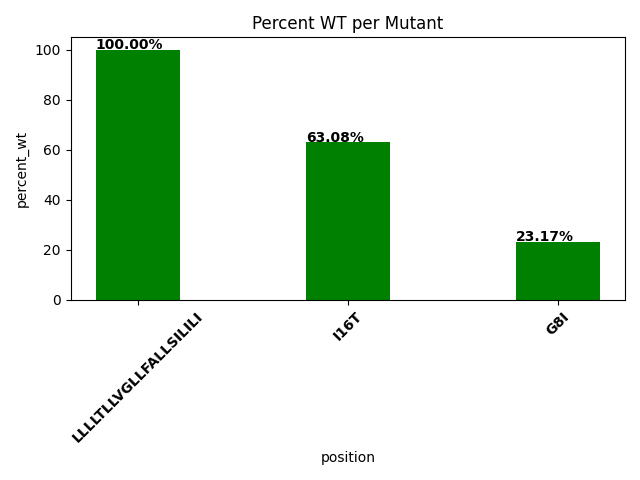 Percent WT per Mutant
percent_wt
100
80
60
40
20
0
100.00%
63.08%
23.17%
LLLLTLLVGLLFALLSILILI
I16T
G8I
position